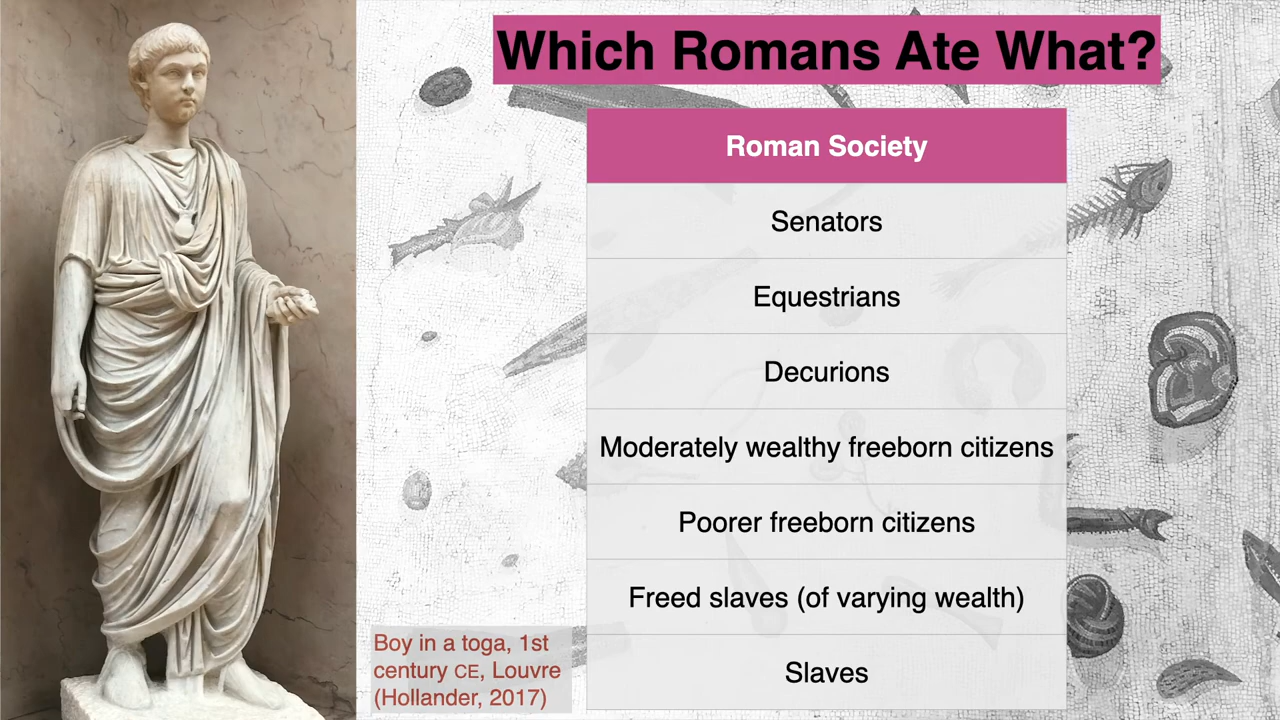 Which Romans Ate What?
Roman Society
Senators
Equestrians
Decurions
Moderately wealthy freeborn citizens
Poorer freeborn citizens
Freed slaves (of varying wealth)
Slaves
Boy in a toga, 1st
century CE, Louvre
(Hollander, 2017)